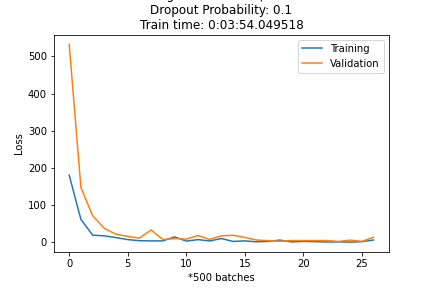 Dropout Probability: 0.1
Train time: 0:03:54.049518
Training
Validation
Loss
500
400
300
200
100
0
0 5 10 15 20 25
*500 batches